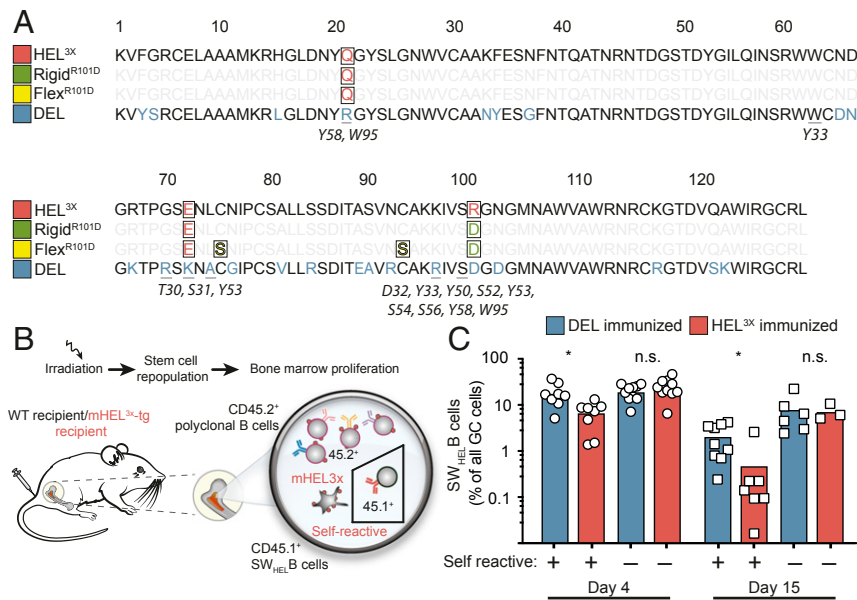 A
1 10 20 30 40 50 60
HEL³ˣ KVFGRCELAAAMKRHGLDNYQGYSLGNWVCAAKFESNFNTQATNRNTDGSTDYGILQINSRWWCND
Rigidᴿ¹⁰¹ᴰ KVFGRCELAAAMKRHGLDNYQGYSLGNWVCAAKFESNFNTQATNRNTDGSTDYGILQINSRWWCND
Flexᴿ¹⁰¹ᴰ KVFGRCELAAAMKRHGLDNYQGYSLGNWVCAAKFESNFNTQATNRNTDGSTDYGILQINSRWWCND
DEL KVYSRCELAAAMKRLGLDNYRGYSLGNWVCAANYESGFNTQATNRNTDGSTDYGILQINSRWWCDN
Y58, W95 Y33
70 80 90 100 110 120
HEL³ˣ GRTPGSENLCNIPCSALLSSDITASVNCAKKIVSRGNGMNAWVAWRNRCKGTDVQAWIRGCRL
Rigidᴿ¹⁰¹ᴰ GRTPGSENLCNIPCSALLSSDITASVNCAKKIVSDGNGMNAWVAWRNRCKGTDVQAWIRGCRL
Flexᴿ¹⁰¹ᴰ GRTPGSENLSNIPCSALLSSDITASVNSAKKIVSDGNGMNAWVAWRNRCKGTDVQAWIRGCRL
DEL GKTPRSKNACGIPCSVLLRSDITEAVRCAKRIVSDGDGMNAWVAWRNRCRGTDVSKWIRGCRL
T30, S31, Y53 D32, Y33, Y50, S52, Y53,
S54, S56, Y58, W95
B
Irradiation
Stem cell
repopulation
Bone marrow proliferation
WT recipient/mHEL³ˣ-tg
recipient
CD45.2⁺
polyclonal B cells
45.2⁺
mHEL3x
45.1⁺
Self-reactive
CD45.1⁺
SW_HEL B cells
C
DEL immunized HEL³ˣ immunized
* n.s. * n.s.
100
10
1
0.1
SW_HEL B cells
(% of all GC cells)
Self reactive: + + − − + + − −
Day 4 Day 15